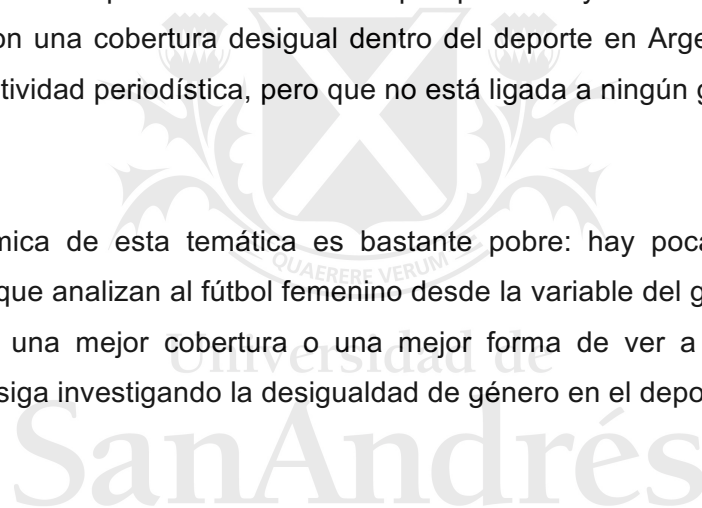 on una cobertura desigual dentro del deporte en Arge
tividad periodística, pero que no está ligada a ningún g
mica de esta temática es bastante pobre: hay poca
QUAERERE VERUM
que analizan al fútbol femenino desde la variable del g
una mejor cobertura o una mejor forma de ver a
Universidad de
siga investigando la desigualdad de género en el depo
SanAndrés